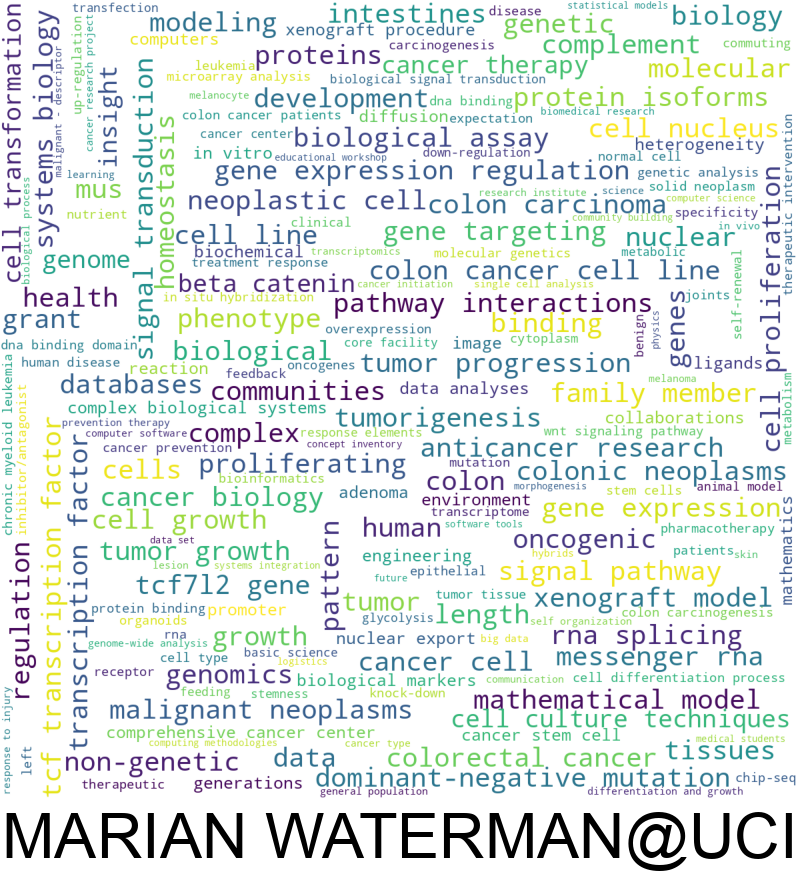 transfection
disease
statistical models
intestines
genetic
biology
modeling
xenograft procedure
computers
carcinogenesis
complement
commuting
proteins
cancer therapy
molecular
leukemia
microarray analysis
biological signal transduction
melanocyte
development
dna binding
protein isoforms
colon cancer patients
diffusion
expectation
biomedical research
cell nucleus
cancer center
biological assay
heterogeneity
in vitro
educational workshop
down-regulation
normal cell
gene expression regulation
genetic analysis
learning
mus
neoplastic cell
research institute
science
solid neoplasm
computer science
colon carcinoma
nutrient
clinical
community building
specificity
cell line
gene targeting
nuclear
in vivo
biochemical
transcriptomics
molecular genetics
metabolic
genome
treatment response
colon cancer cell line
beta catenin
cancer initiation
single cell analysis
joints
health
in situ hybridization
pathway interactions
grant
phenotype
overexpression
binding
dna binding domain
core facility
image
cytoplasm
biological
human disease
reaction
oncogenes
tumor progression
ligands
feedback
databases
communities
data analyses
family member
melanoma
complex biological systems
tumorigenesis
collaborations
prevention therapy
computer software
complex
response elements
wnt signaling pathway
cancer prevention
concept inventory
anticancer research
cells
proliferating
mutation
colonic neoplasms
bioinformatics
colon
morphogenesis
stem cells
animal model
cancer biology
adenoma
environment
gene expression
cell growth
transcriptome
human
software tools
oncogenic
pharmacotherapy
data set
tumor growth
engineering
hybrids
patients
skin
lesion
systems integration
epithelial
signal pathway
tcf7l2 gene
future
tumor
tumor tissue
xenograft model
protein binding
promoter
length
organoids
glycolysis
self organization
colon carcinogenesis
rna
growth
nuclear export
big data
rna splicing
genome-wide analysis
basic science
cell type
logistics
cancer cell
messenger rna
receptor
genomics
biological markers
communication
cell differentiation process
feeding
stemness
knock-down
mathematical model
malignant neoplasms
cell culture techniques
comprehensive cancer center
cancer stem cell
computing methodologies
cancer type
medical students
left
non-genetic
data
colorectal cancer
tissues
therapeutic
generations
dominant-negative mutation
chip-seq
general population
differentiation and growth
cell transformation
systems biology
malignant - descriptor
up-regulation
cancer research project
insight
signal transduction
homeostasis
biological process
therapeutic intervention
cell proliferation
self-renewal
genes
physics
benign
metabolism
chronic myeloid leukemia
inhibitor/antagonist
tcf transcription factor
transcription factor
regulation
pattern
mathematics
response to injury
MARIAN WATERMAN@UCI